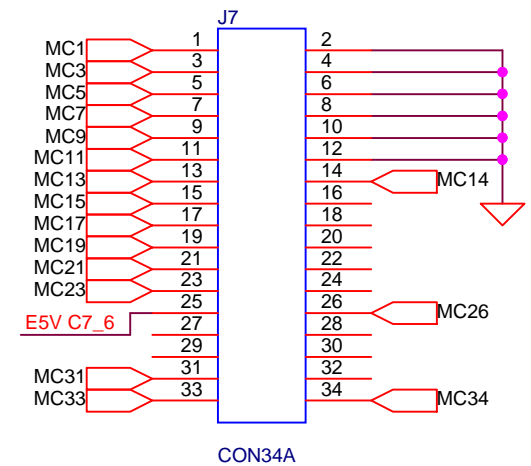 J7
MC1 1 2
MC3 3 4
MC5 5 6
MC7 7 8
MC9 9 10
MC11 11 12
MC13 13 14 MC14
MC15 15 16
MC17 17 18
MC19 19 20
MC21 21 22
MC23 23 24
E5V C7_6 25 26 MC26
27 28
29 30
MC31 31 32
MC33 33 34 MC34
CON34A